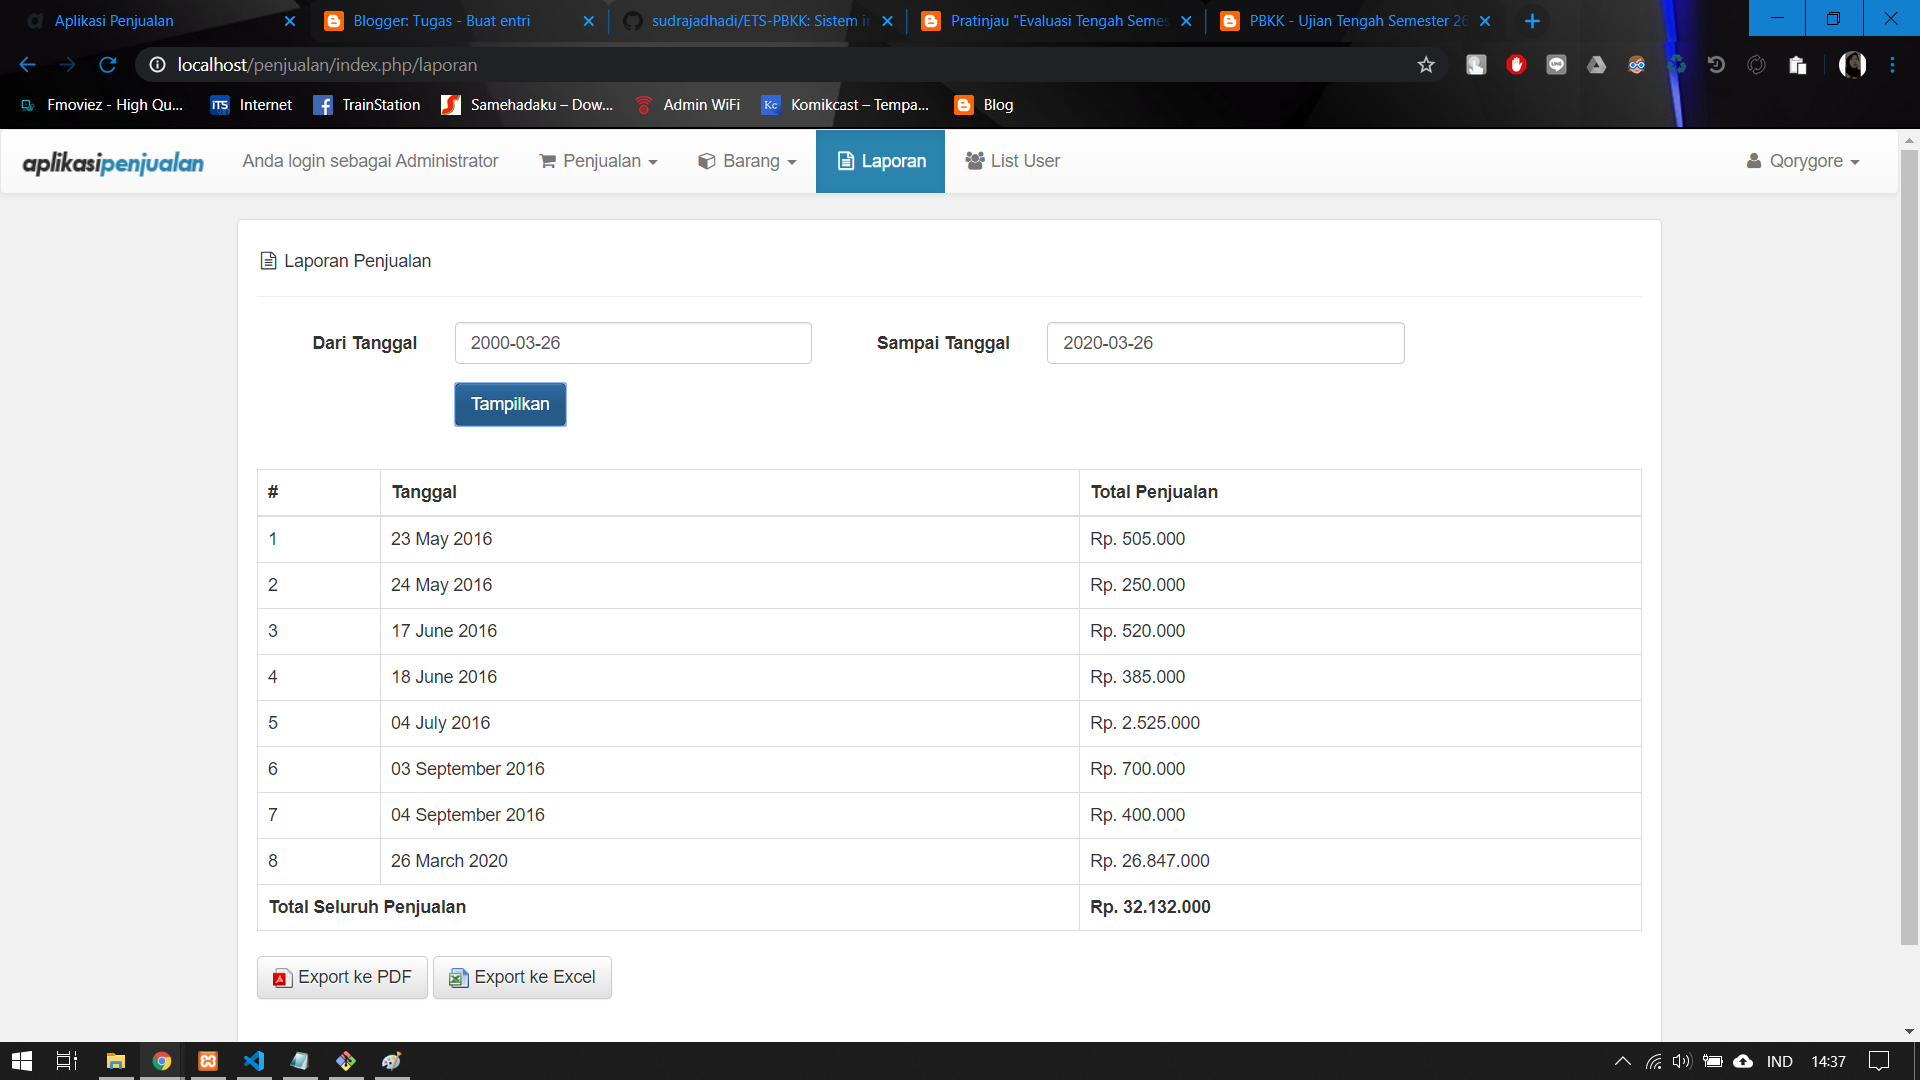 Aplikasi Penjualan
Blogger: Tugas - Buat entri
sudrajadhadi/ETS-PBKK: Sistem in
Pratinjau "Evaluasi Tengah Semes
PBKK - Ujian Tengah Semester 26
localhost/penjualan/index.php/laporan
Fmoviez - High Qu...
ITS Internet
TrainStation
Samehadaku – Dow...
Admin WiFi
Kc Komikcast – Tempa...
Blog
aplikasipenjualan
Anda login sebagai Administrator
Penjualan
Barang
Laporan
List User
Qorygore
Laporan Penjualan
Dari Tanggal 2000-03-26 Sampai Tanggal 2020-03-26
Tampilkan
# Tanggal Total Penjualan
1 23 May 2016 Rp. 505.000
2 24 May 2016 Rp. 250.000
3 17 June 2016 Rp. 520.000
4 18 June 2016 Rp. 385.000
5 04 July 2016 Rp. 2.525.000
6 03 September 2016 Rp. 700.000
7 04 September 2016 Rp. 400.000
8 26 March 2020 Rp. 26.847.000
Total Seluruh Penjualan Rp. 32.132.000
Export ke PDF Export ke Excel
IND 14:37